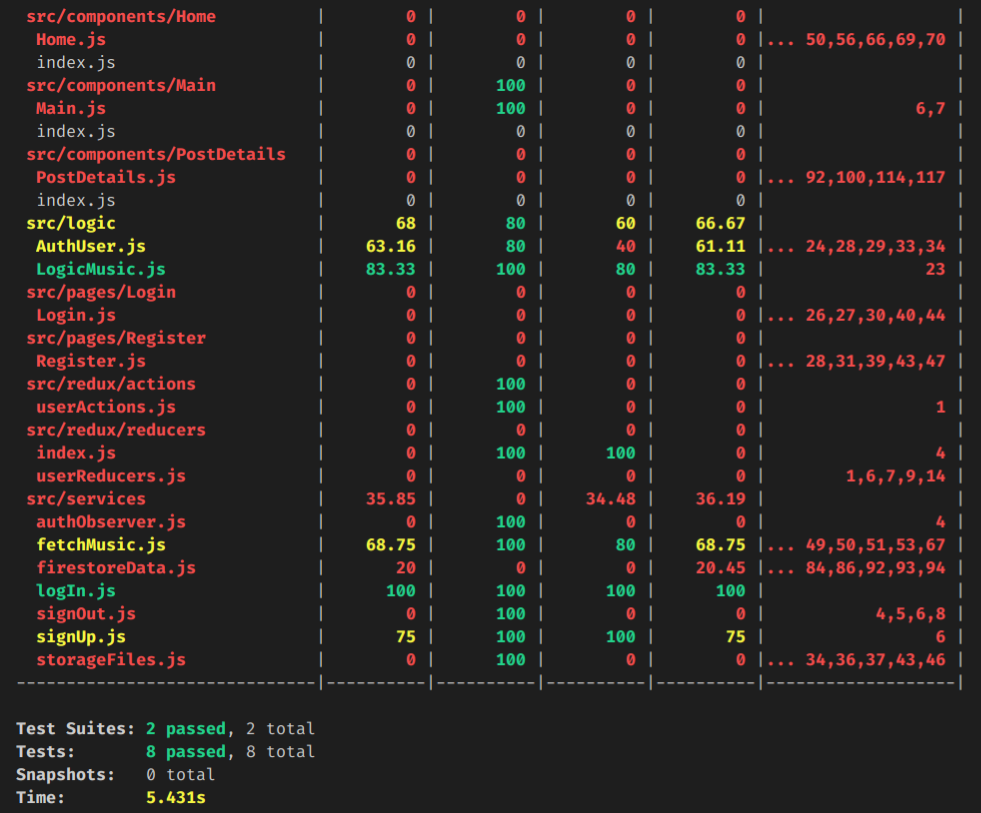 src/components/Home | 0 | 0 | 0 | 0 | |
Home.js | 0 | 0 | 0 | 0 |... 50,56,66,69,70 |
index.js | 0 | 0 | 0 | 0 | |
src/components/Main | 0 | 100 | 0 | 0 | |
Main.js | 0 | 100 | 0 | 0 | 6,7 |
index.js | 0 | 0 | 0 | 0 | |
src/components/PostDetails | 0 | 0 | 0 | 0 | |
PostDetails.js | 0 | 0 | 0 | 0 |... 92,100,114,117 |
index.js | 0 | 0 | 0 | 0 | |
src/logic | 68 | 80 | 60 | 66.67 | |
AuthUser.js | 63.16 | 80 | 40 | 61.11 |... 24,28,29,33,34 |
LogicMusic.js | 83.33 | 100 | 80 | 83.33 | 23 |
src/pages/Login | 0 | 0 | 0 | 0 | |
Login.js | 0 | 0 | 0 | 0 |... 26,27,30,40,44 |
src/pages/Register | 0 | 0 | 0 | 0 | |
Register.js | 0 | 0 | 0 | 0 |... 28,31,39,43,47 |
src/redux/actions | 0 | 100 | 0 | 0 | |
userActions.js | 0 | 100 | 0 | 0 | 1 |
src/redux/reducers | 0 | 0 | 0 | 0 | |
index.js | 0 | 100 | 100 | 0 | 4 |
userReducers.js | 0 | 0 | 0 | 0 | 1,6,7,9,14 |
src/services | 35.85 | 0 | 34.48 | 36.19 | |
authObserver.js | 0 | 100 | 0 | 0 | 4 |
fetchMusic.js | 68.75 | 100 | 80 | 68.75 |... 49,50,51,53,67 |
firestoreData.js | 20 | 0 | 0 | 20.45 |... 84,86,92,93,94 |
logIn.js | 100 | 100 | 100 | 100 | |
signOut.js | 0 | 100 | 0 | 0 | 4,5,6,8 |
signUp.js | 75 | 100 | 100 | 75 | 6 |
storageFiles.js | 0 | 100 | 0 | 0 |... 34,36,37,43,46 |
------------------------------|----------|----------|----------|----------|-------------------|
Test Suites: 2 passed, 2 total
Tests: 8 passed, 8 total
Snapshots: 0 total
Time: 5.431s